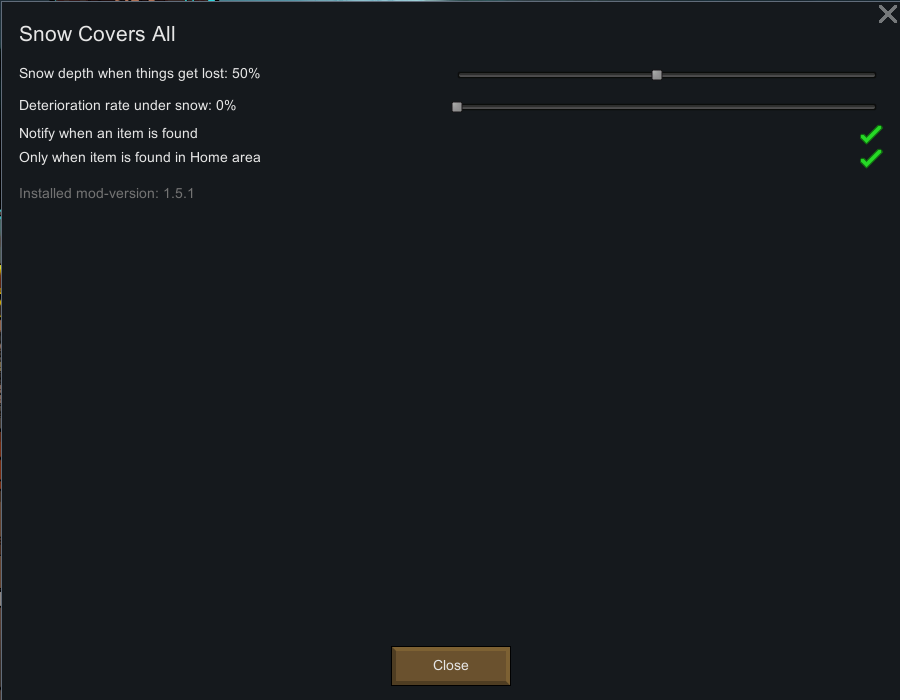 Snow Covers All
Snow depth when things get lost: 50%
Deterioration rate under snow: 0%
Notify when an item is found
Only when item is found in Home area
Installed mod-version: 1.5.1
Close